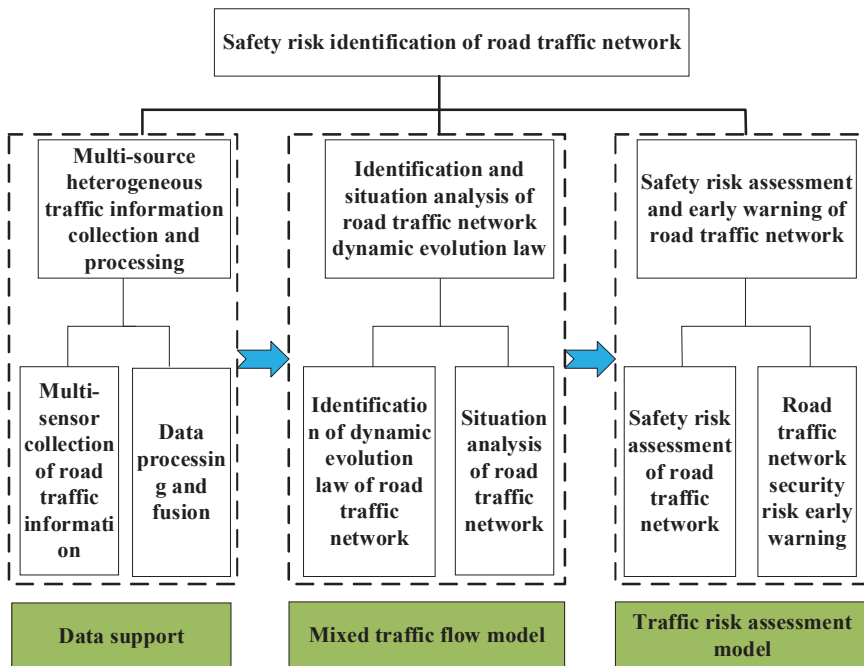 Safety risk identification of road traffic network
Multi-source
heterogeneous
traffic information
collection and
processing
Identification and
situation analysis of
road traffic network
dynamic evolution law
Safety risk assessment
and early warning of
road traffic network
Multi-
sensor
collection
of road
traffic
informati
on
Data
processin
g and
fusion
Identificatio
n of dynamic
evolution
law of road
traffic
network
Situation
analysis
of road
traffic
network
Safety risk
assessment
of road
traffic
network
Road
traffic
network
security
risk early
warning
Data support
Mixed traffic flow model
Traffic risk assessment
model